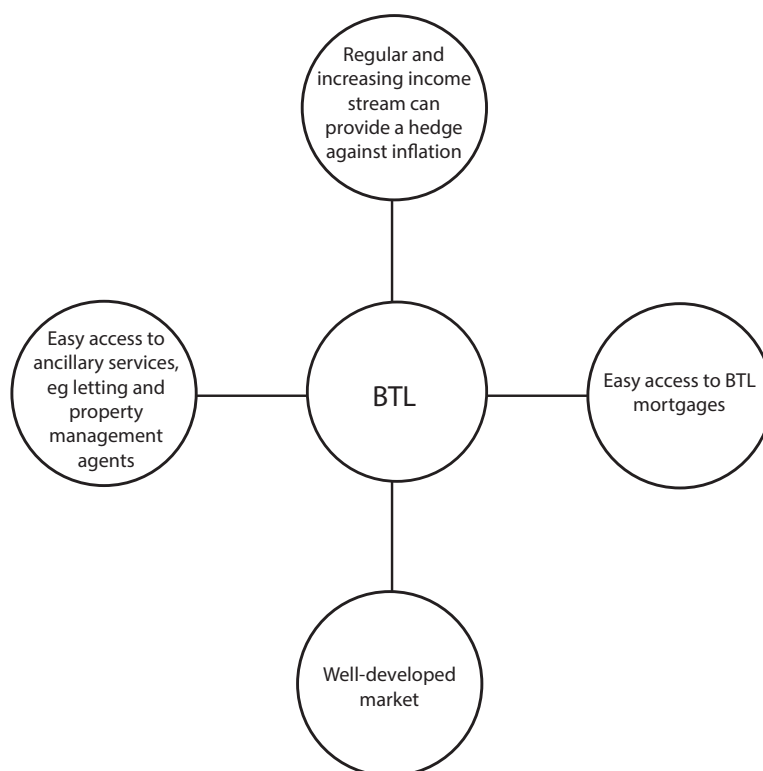 Regular and
increasing income
stream can
provide a hedge
against inflation
Easy access to
ancillary services,
eg letting and
property
management
agents
BTL
Easy access to BTL
mortgages
Well-developed
market